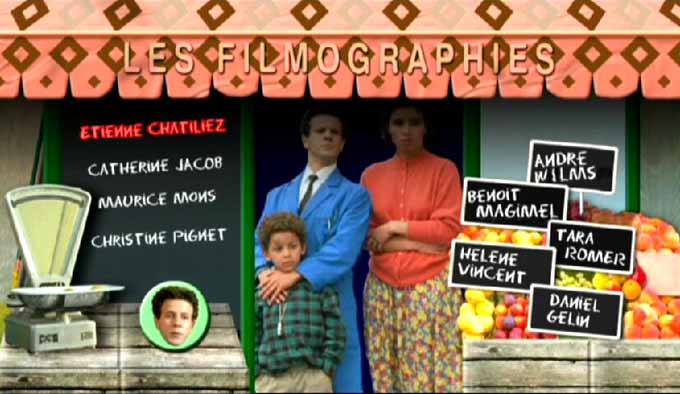 LES FILMOGRAPHIES
ETIENNE CHATILIEZ
CATHERINE JACOB
MAURICE MONS
CHRISTINE PIGNET
ANDRE
WILMS
BENOIT
MAGIMEL
TARA
ROMER
HELENE
VINCENT
DANIEL
GELIN